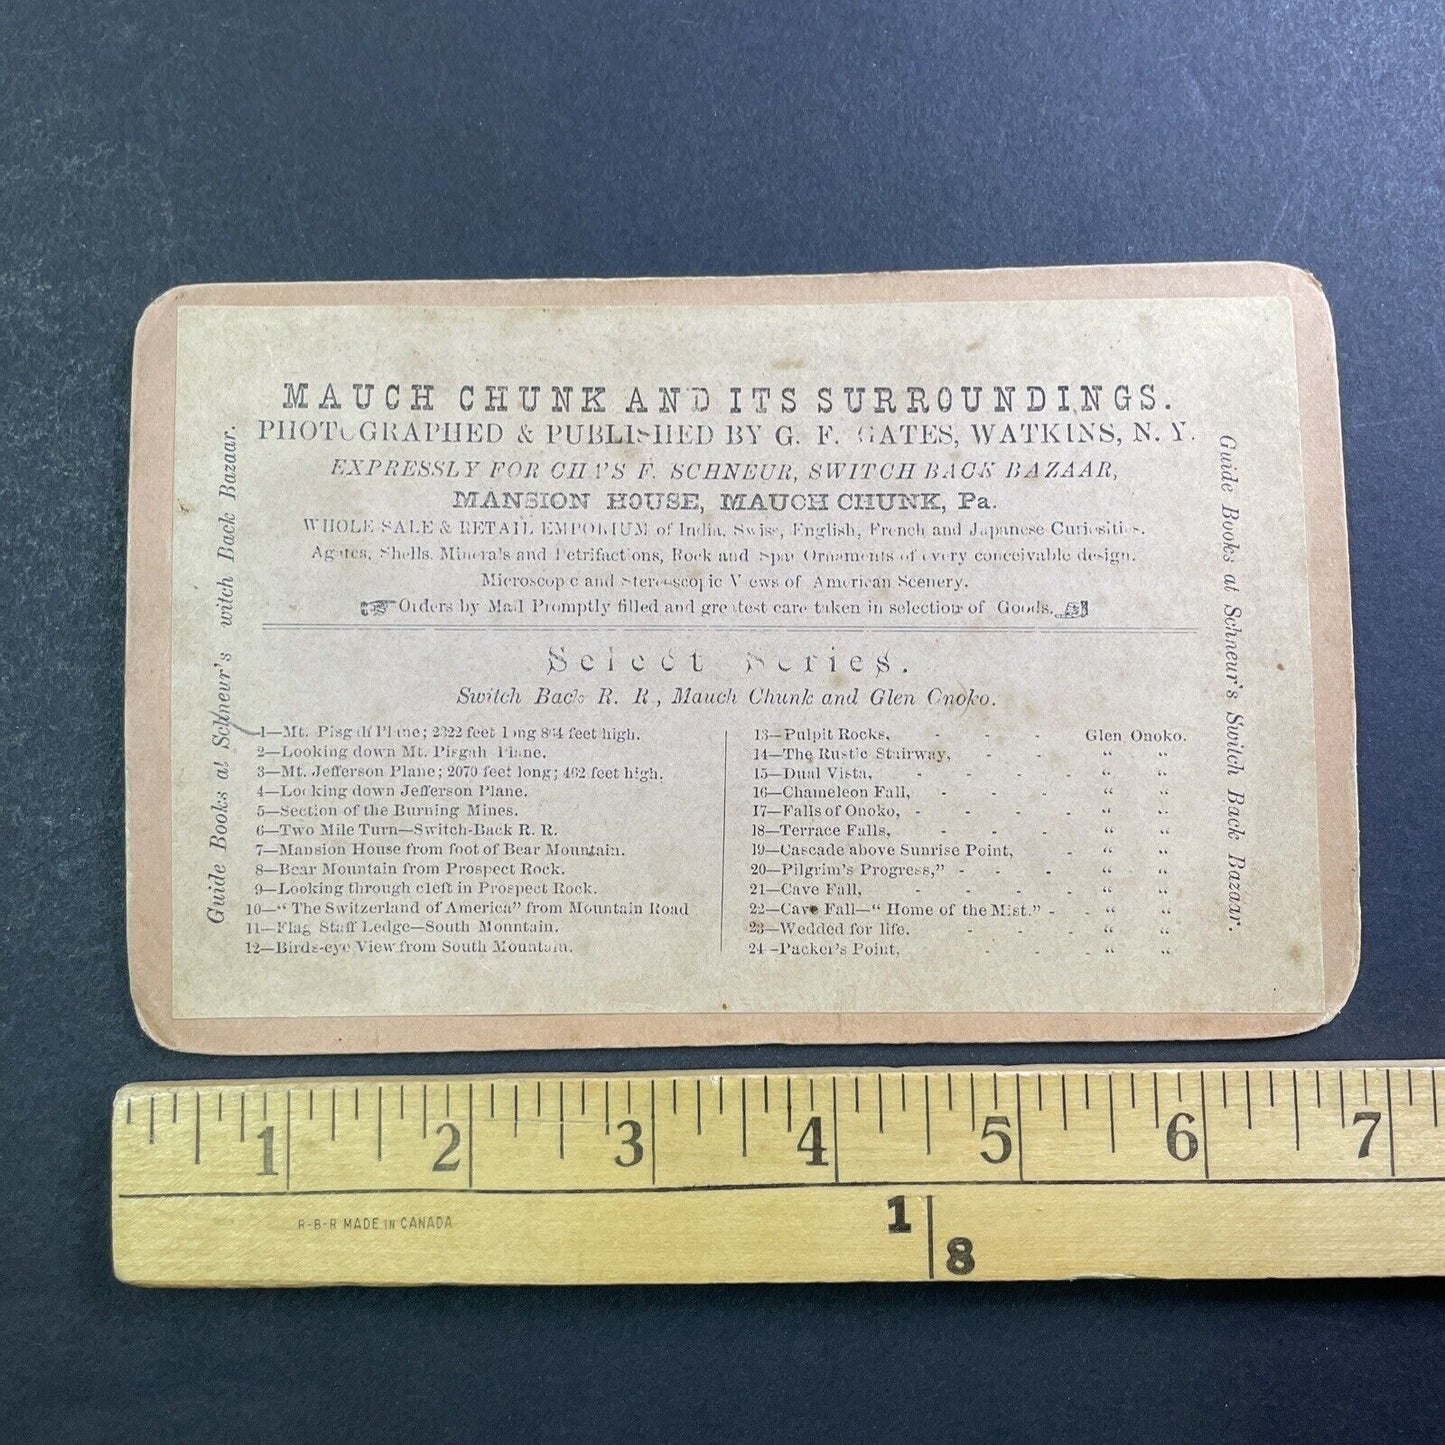 MAUCH CHUNK AND ITS SURROUNDINGS.
PHOTOGRAPHED & PUBLISHED BY G. F. GATES, WATKINS, N. Y.
EXPRESSLY FOR CHA'S F. SCHNEUR, SWITCH BACK BAZAAR,
MANSION HOUSE, MAUCH CHUNK, Pa.
WHOLE SALE & RETAIL EMPORIUM of India, Swiss, English, French and Japanese Curiosities.
Agates, Shells, Minerals and Petrifactions, Rock and Spar Ornaments of every conceivable design.
Microscopic and Stereoscopic Views of American Scenery.
Orders by Mail Promptly filled and greatest care taken in selection of Goods.
Select Series.
Switch Back R. R, Mauch Chunk and Glen Onoko.
1—Mt. Pisgah Plane; 2322 feet long 864 feet high.
2—Looking down Mt. Pisgah Plane.
3—Mt. Jefferson Plane; 2070 feet long; 462 feet high.
4—Looking down Jefferson Plane.
5—Section of the Burning Mines.
6—Two Mile Turn—Switch-Back R. R.
7—Mansion House from foot of Bear Mountain.
8—Bear Mountain from Prospect Rock.
9—Looking through cleft in Prospect Rock.
10—"The Switzerland of America" from Mountain Road
11—Flag Staff Ledge—South Mountain.
12—Birds-eye View from South Mountain.
13—Pulpit Rocks, - - - Glen Onoko.
14—The Rustic Stairway, - - " "
15—Dual Vista, - - - - " "
16—Chameleon Fall, - - - " "
17—Falls of Onoko, - - - - " "
18—Terrace Falls, - - - " "
19—Cascade above Sunrise Point, - " "
20—Pilgrim's Progress," - - - " "
21—Cave Fall, - - - - " "
22—Cave Fall—"Home of the Mist." - - " "
23—Wedded for life. - - - " "
24—Packer's Point, - - - " "
Guide Books at Schneur's witch Back Bazaar.
Guide Books at Schneur's Switch Back Bazaar.
1 2 3 4 5 6 7
R-B-R MADE IN CANADA
1
8